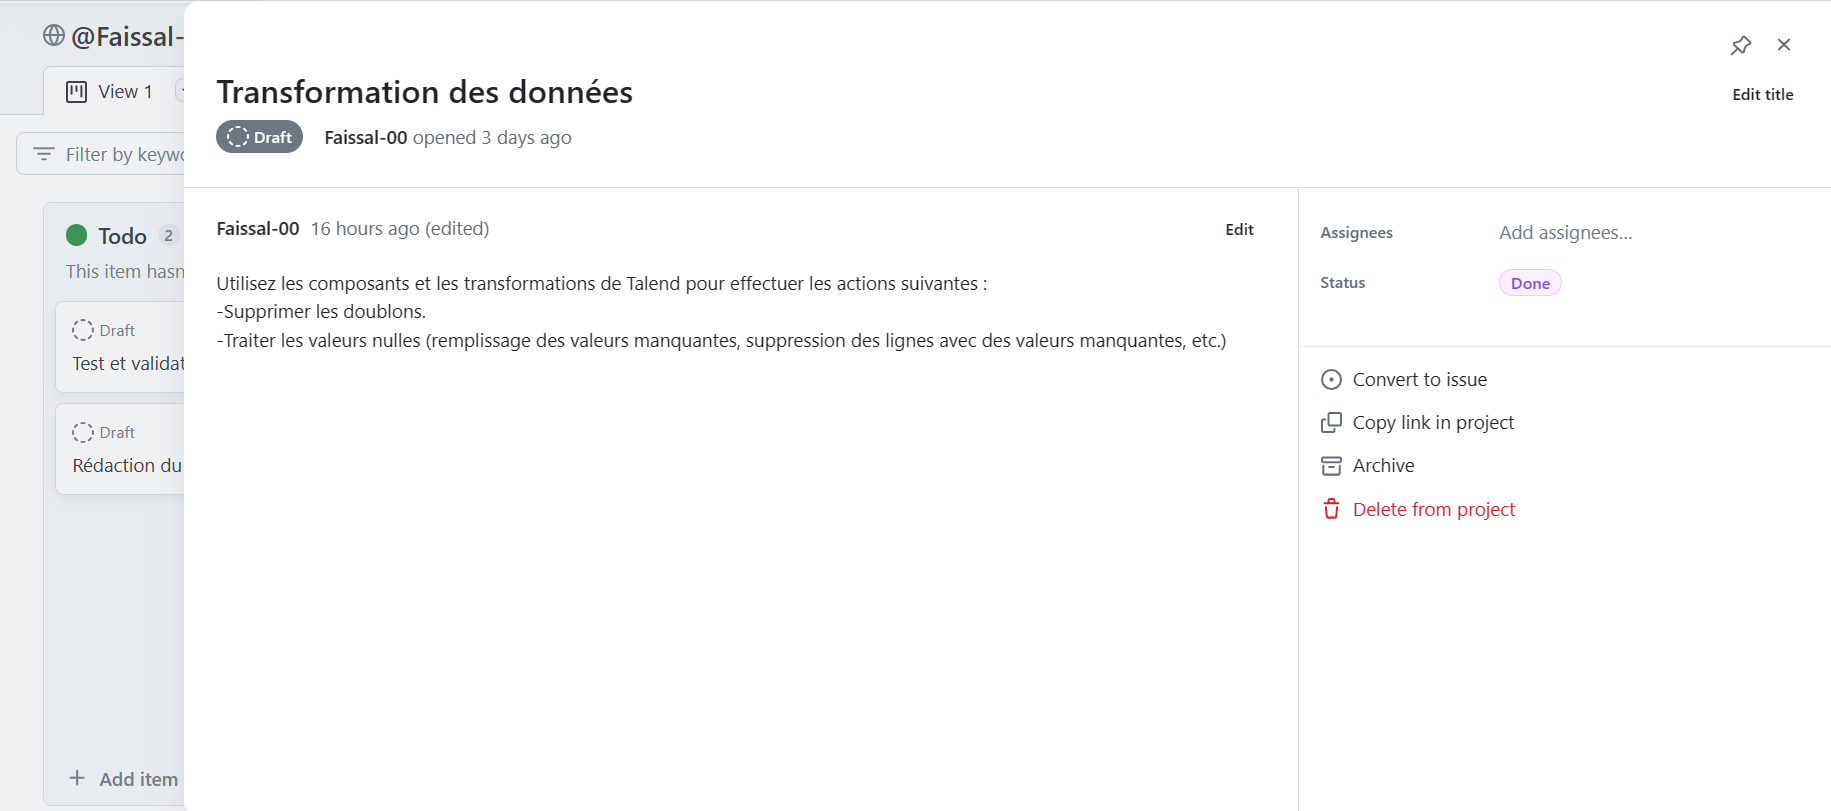 @Faissal-
View 1
Filter by keywo
Todo 2
This item hasn
Draft
Test et validat
Draft
Rédaction du
+ Add item
Transformation des données
Edit title
Draft Faissal-00 opened 3 days ago
Faissal-00 16 hours ago (edited)
Edit
Utilisez les composants et les transformations de Talend pour effectuer les actions suivantes :
-Supprimer les doublons.
-Traiter les valeurs nulles (remplissage des valeurs manquantes, suppression des lignes avec des valeurs manquantes, etc.)
Assignees Add assignees...
Status Done
Convert to issue
Copy link in project
Archive
Delete from project